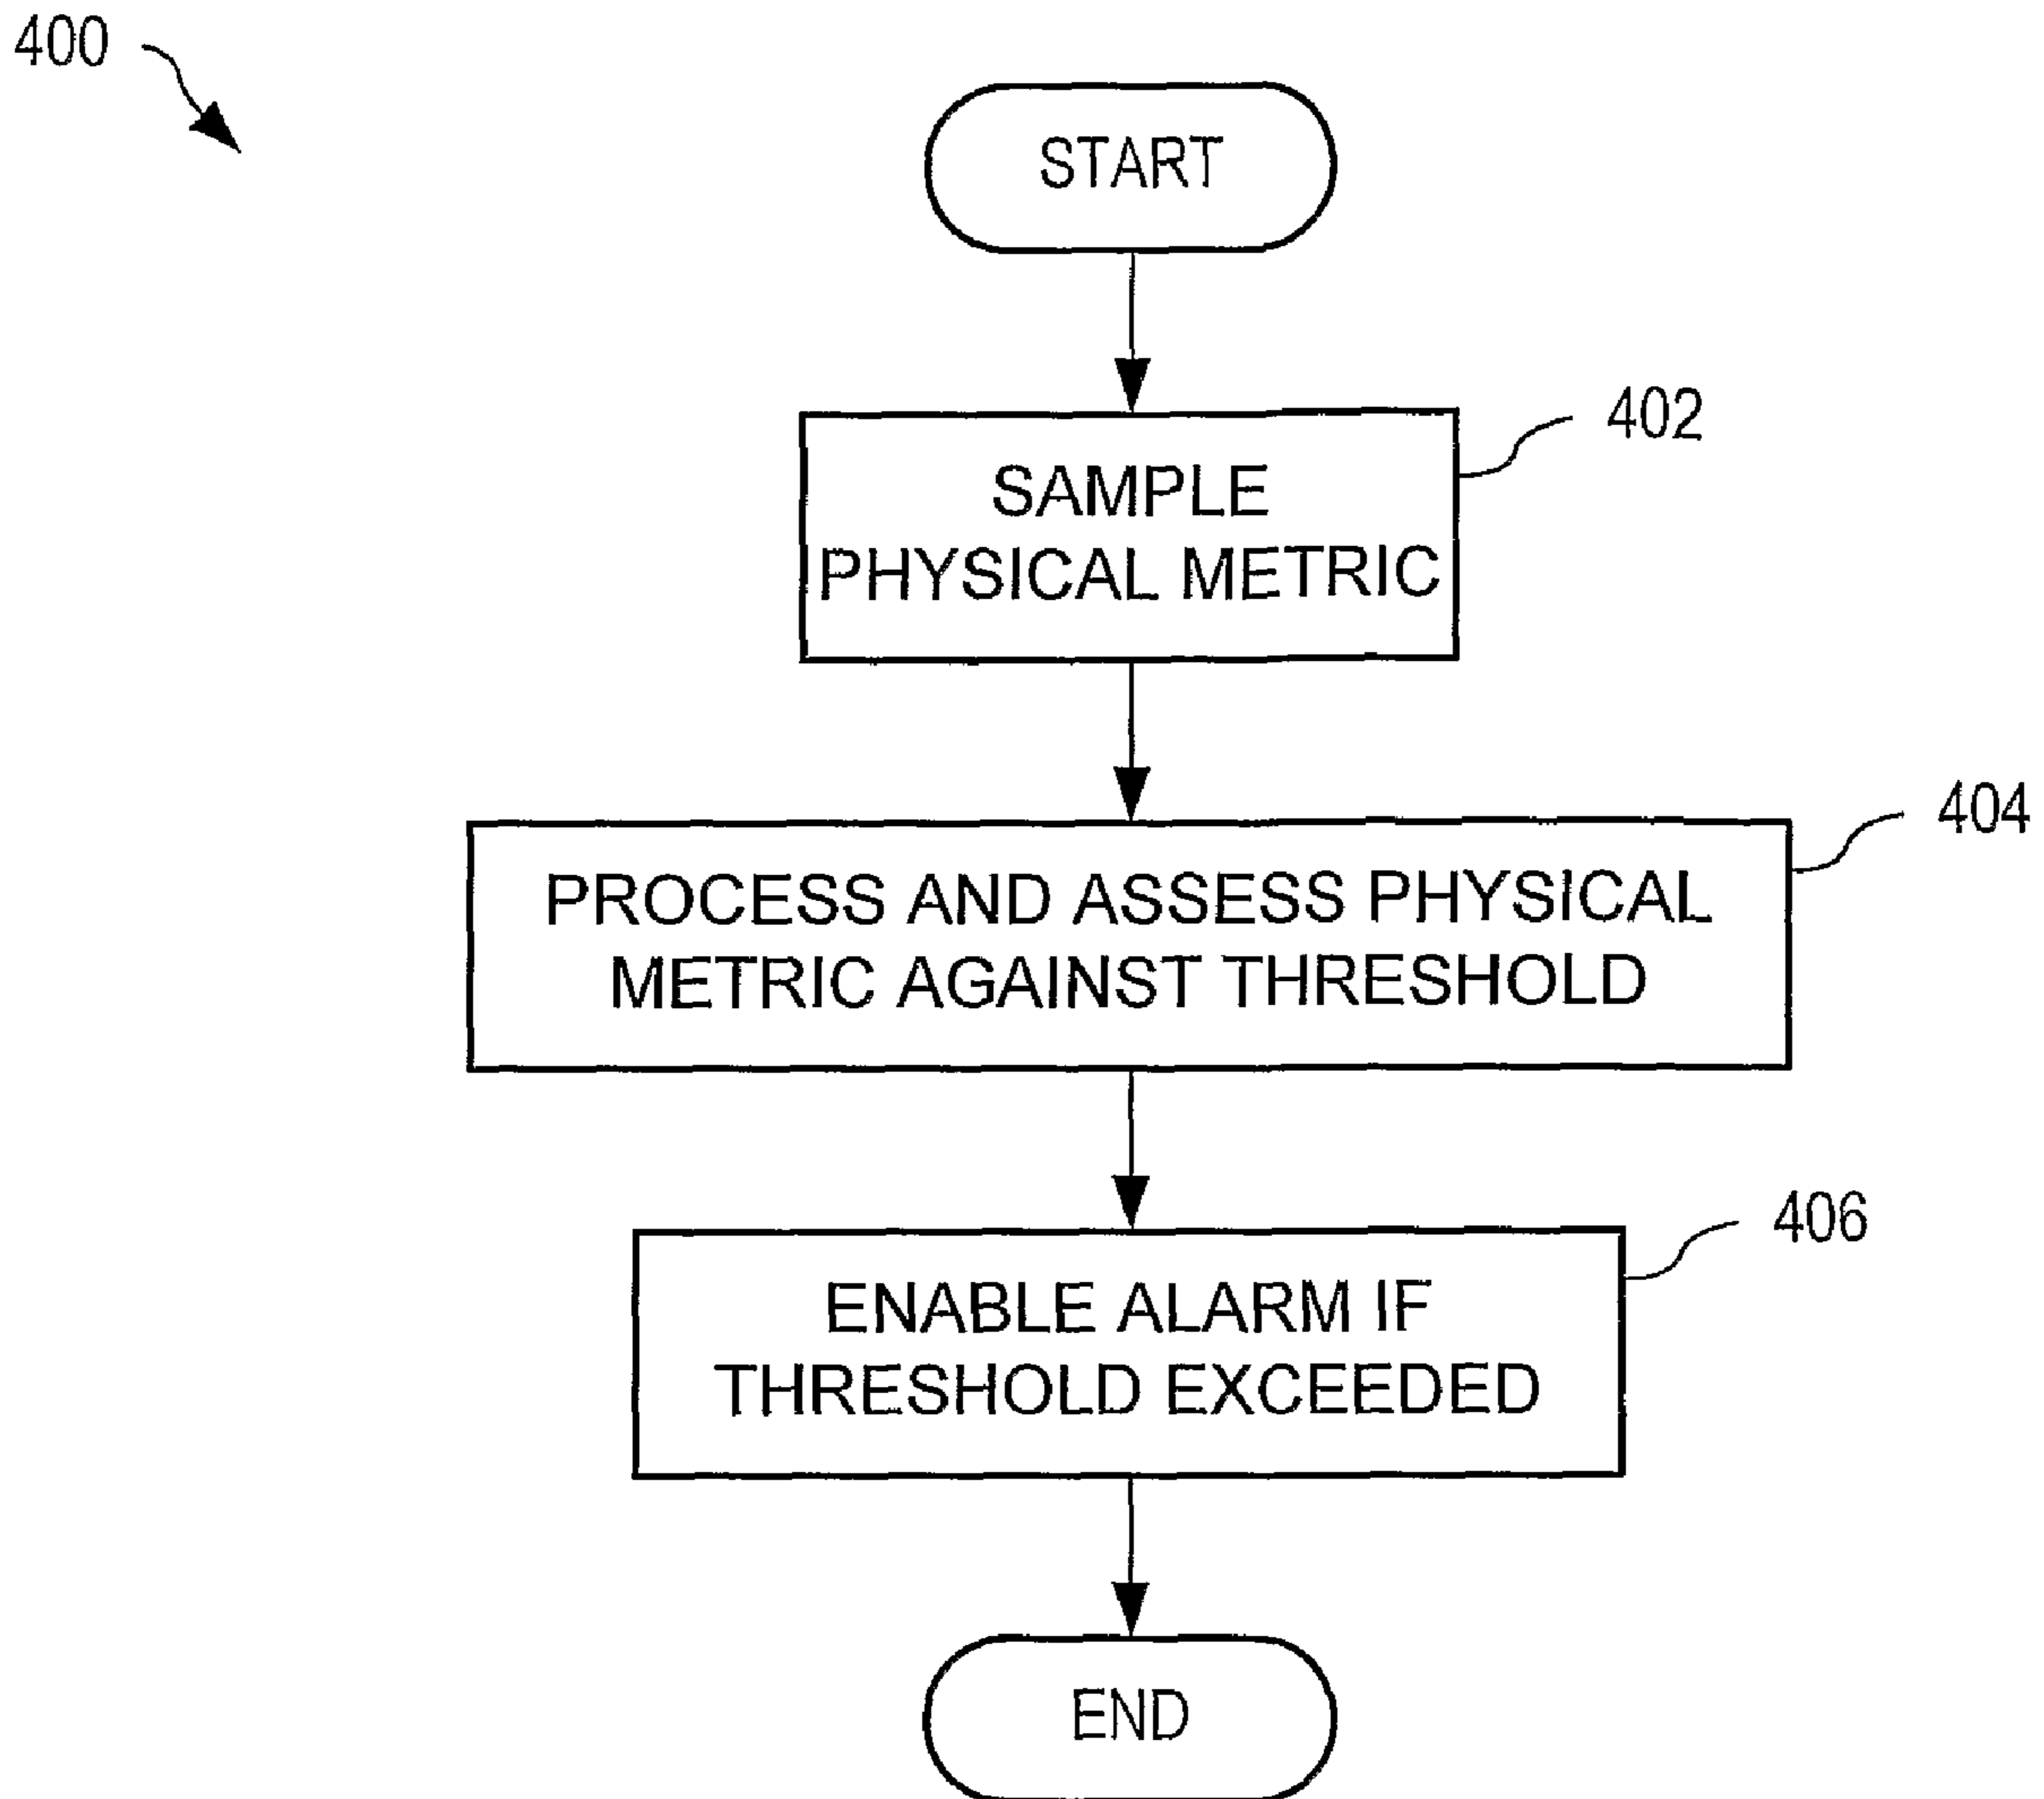 400
START
402
SAMPLE
PHYSICAL METRIC
404
PROCESS AND ASSESS PHYSICAL
METRIC AGAINST THRESHOLD
406
ENABLE ALARM IF
THRESHOLD EXCEEDED
END